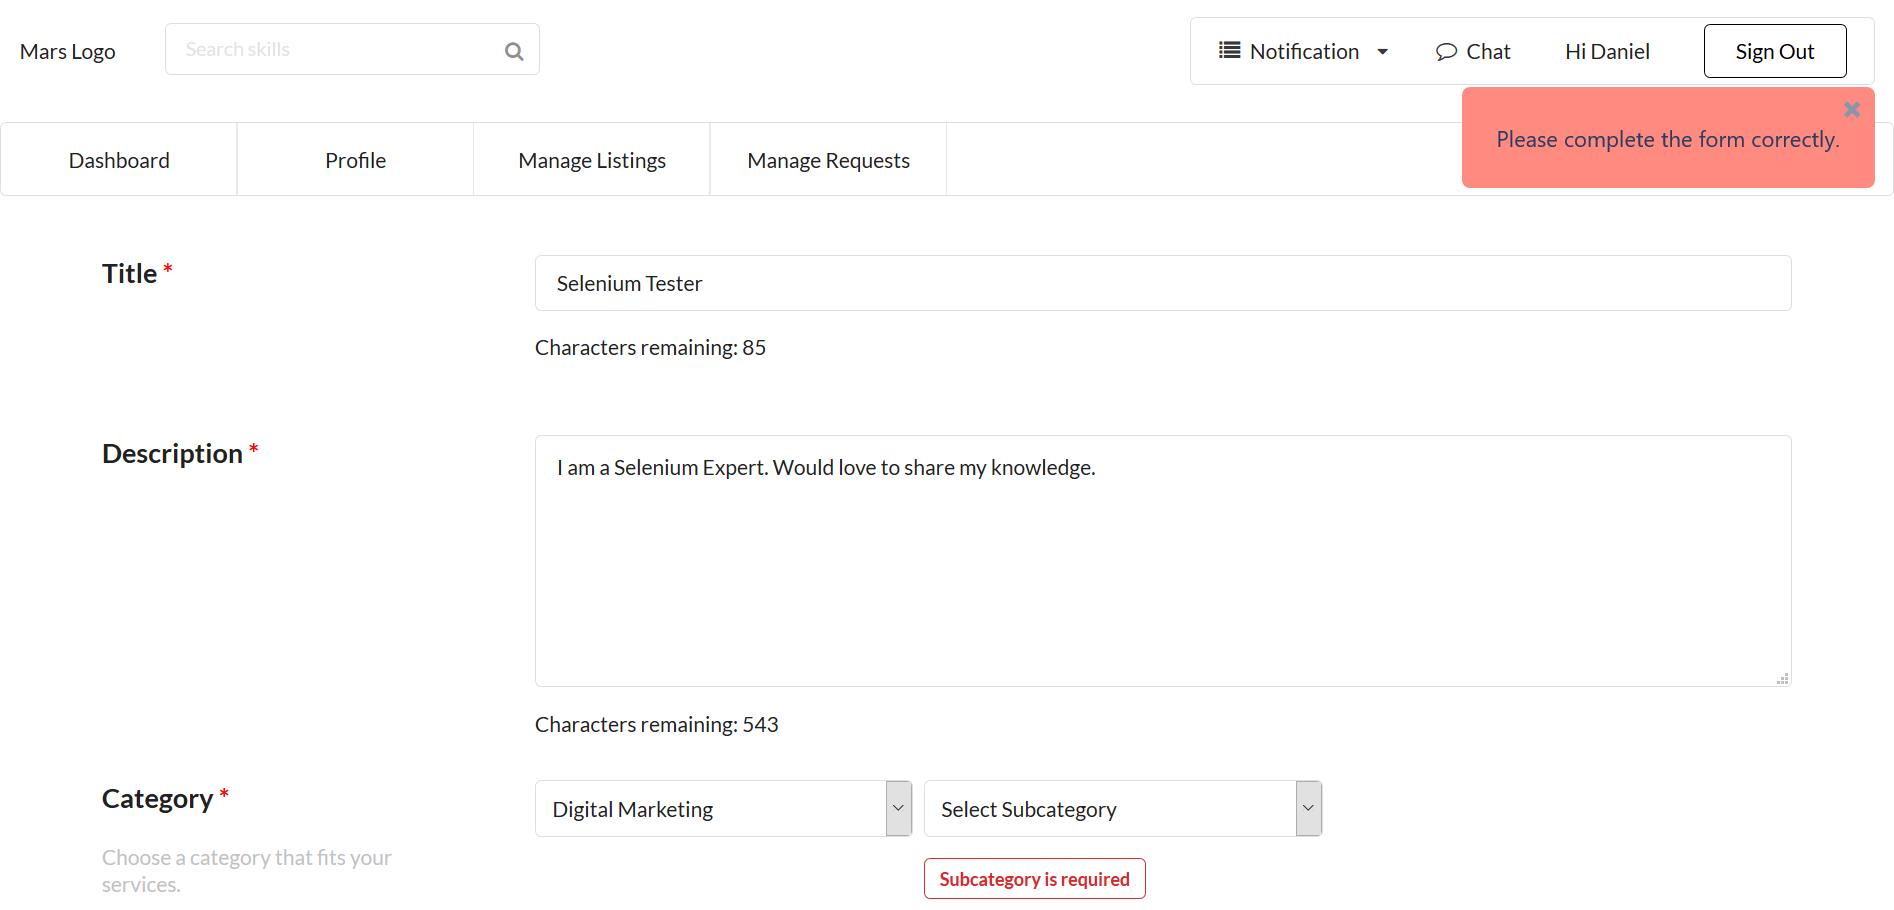 Mars Logo
Search skills
Notification
Chat
Hi Daniel
Sign Out
Please complete the form correctly.
Dashboard
Profile
Manage Listings
Manage Requests
Title *
Selenium Tester
Characters remaining: 85
Description *
I am a Selenium Expert. Would love to share my knowledge.
Characters remaining: 543
Category *
Digital Marketing
Select Subcategory
Choose a category that fits your
services.
Subcategory is required